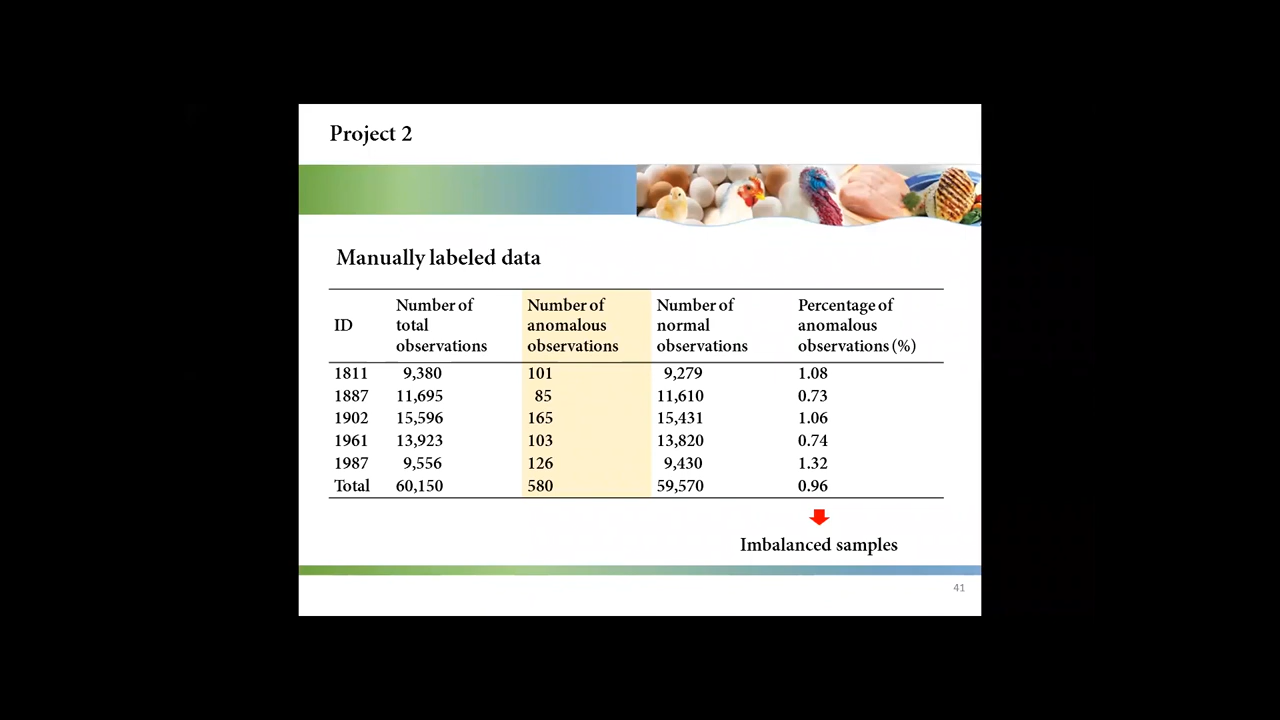 Project 2
Manually labeled data
ID Number of total observations Number of anomalous observations Number of normal observations Percentage of anomalous observations (%)
1811 9,380 101 9,279 1.08
1887 11,695 85 11,610 0.73
1902 15,596 165 15,431 1.06
1961 13,923 103 13,820 0.74
1987 9,556 126 9,430 1.32
Total 60,150 580 59,570 0.96
Imbalanced samples
41